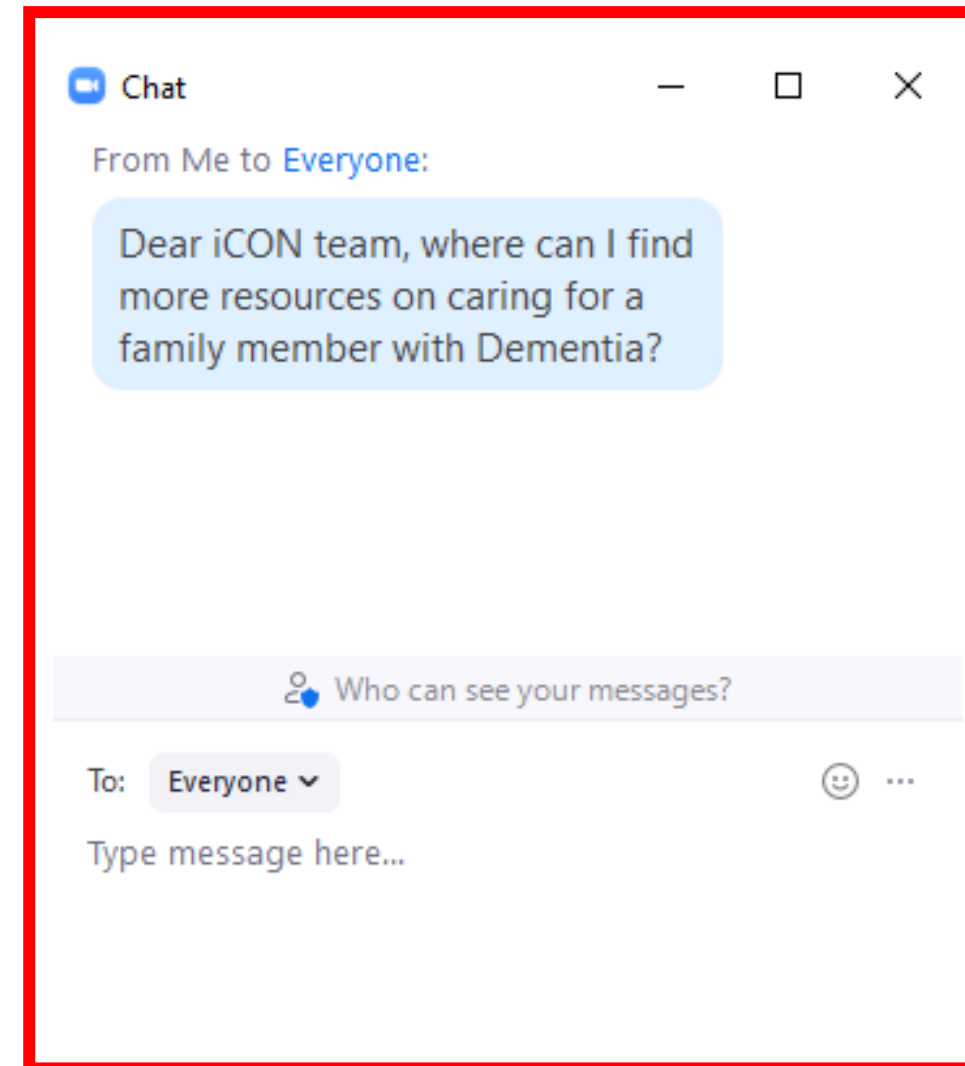 Chat
From Me to Everyone:
Dear iCON team, where can I find
more resources on caring for a
family member with Dementia?
Who can see your messages?
To: Everyone
Type message here...